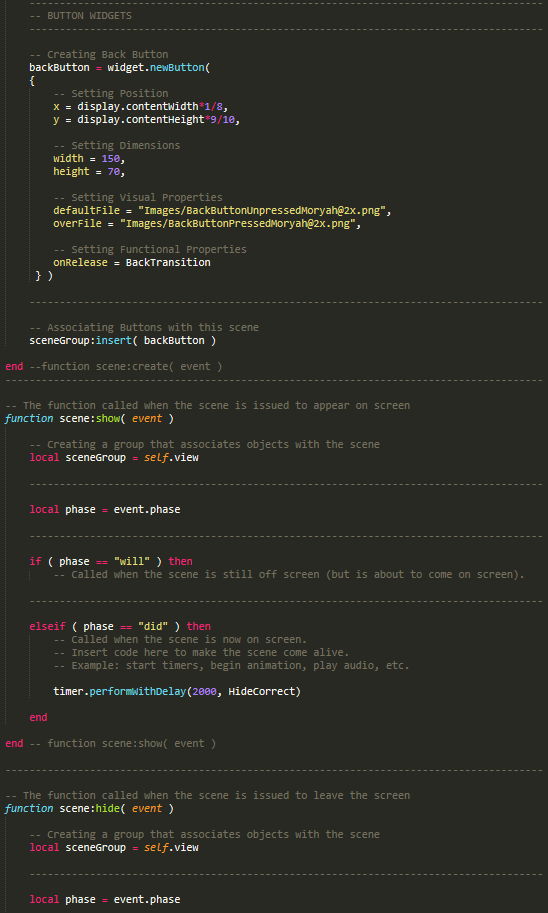 -----------------------------------------------------------------------------------------
-- BUTTON WIDGETS
-----------------------------------------------------------------------------------------
-- Creating Back Button
backButton = widget.newButton(
{
-- Setting Position
x = display.contentWidth*1/8,
y = display.contentHeight*9/10,
-- Setting Dimensions
width = 150,
height = 70,
-- Setting Visual Properties
defaultFile = "Images/BackButtonUnpressedMoryah@2x.png",
overFile = "Images/BackButtonPressedMoryah@2x.png",
-- Setting Functional Properties
onRelease = BackTransition
} )
-----------------------------------------------------------------------------------------
-- Associating Buttons with this scene
sceneGroup:insert( backButton )
end --function scene:create( event )
-----------------------------------------------------------------------------------------
-- The function called when the scene is issued to appear on screen
function scene:show( event )
-- Creating a group that associates objects with the scene
local sceneGroup = self.view
-----------------------------------------------------------------------------------------
local phase = event.phase
-----------------------------------------------------------------------------------------
if ( phase == "will" ) then
-- Called when the scene is still off screen (but is about to come on screen).
-----------------------------------------------------------------------------------------
elseif ( phase == "did" ) then
-- Called when the scene is now on screen.
-- Insert code here to make the scene come alive.
-- Example: start timers, begin animation, play audio, etc.
timer.performWithDelay(2000, HideCorrect)
end
end -- function scene:show( event )
-----------------------------------------------------------------------------------------
-- The function called when the scene is issued to leave the screen
function scene:hide( event )
-- Creating a group that associates objects with the scene
local sceneGroup = self.view
-----------------------------------------------------------------------------------------
local phase = event.phase